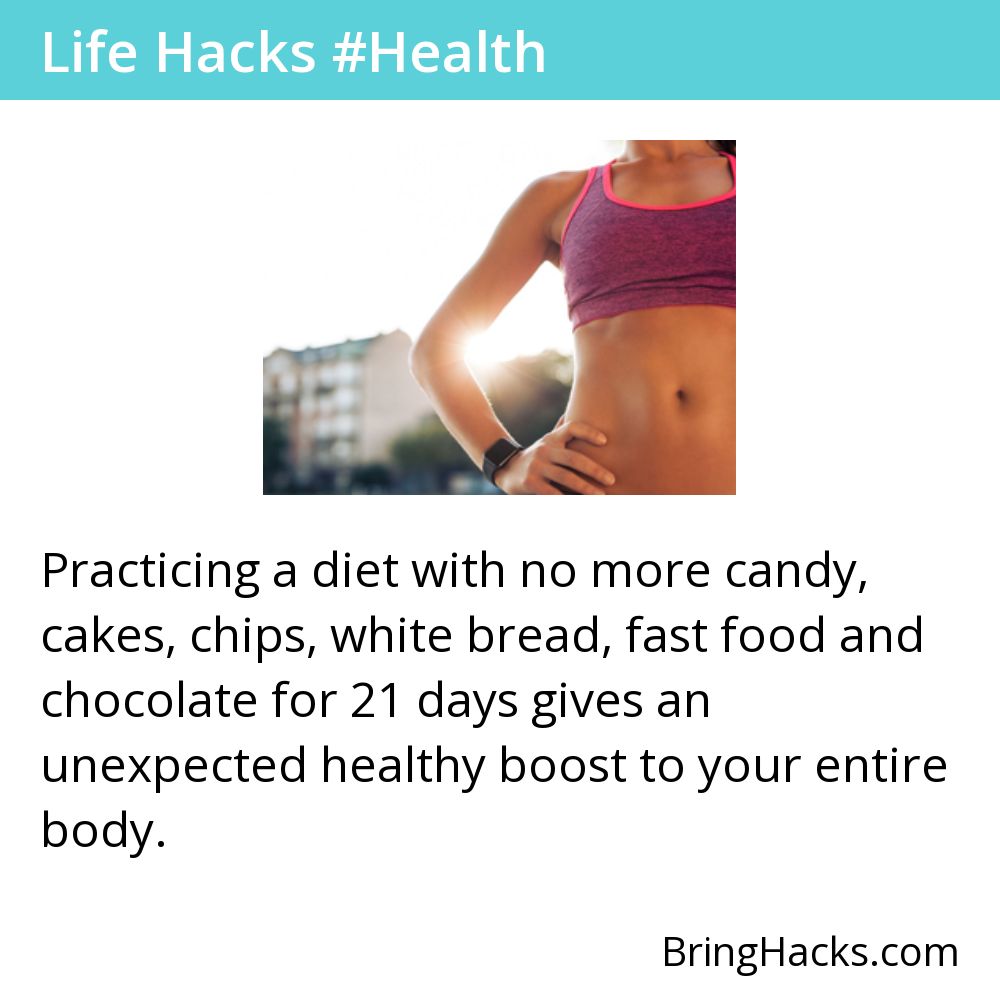 Life Hacks #Health
Practicing a diet with no more candy,
cakes, chips, white bread, fast food and
chocolate for 21 days gives an
unexpected healthy boost to your entire
body.
BringHacks.com